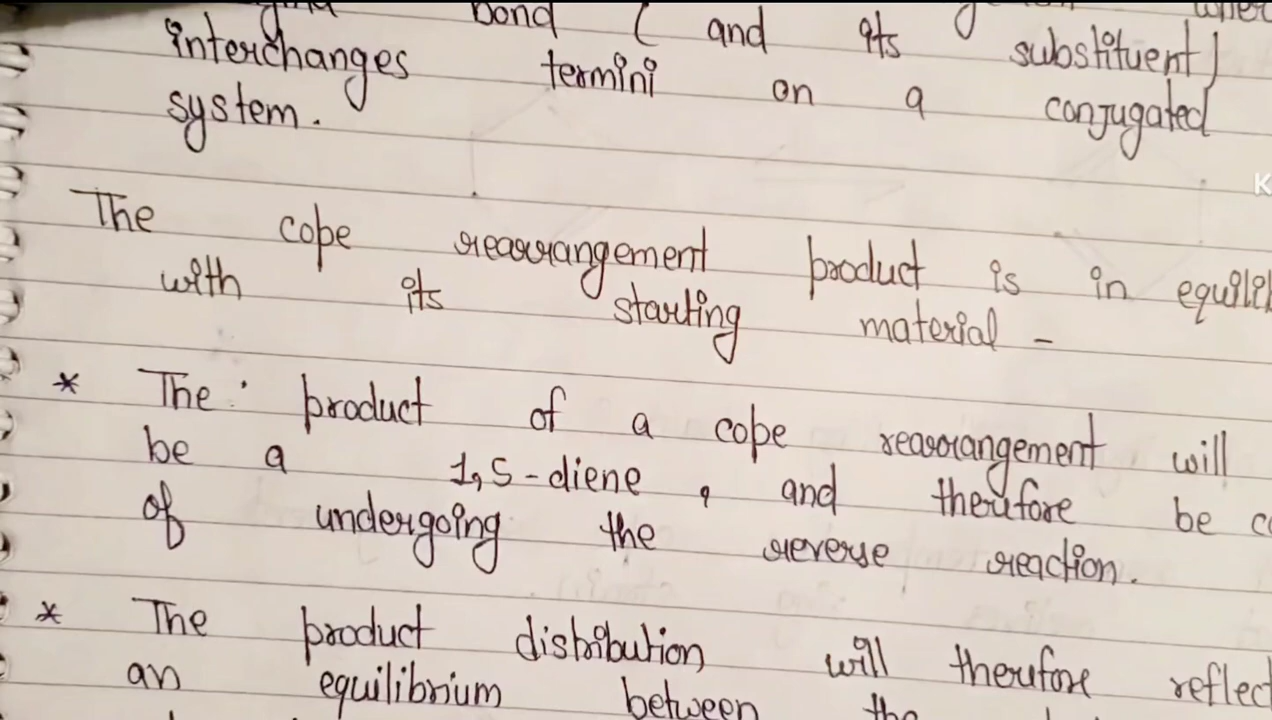 bond ( and its substituent)
interchanges termini on a conjugated
system.
The cope rearrangement product is in
with its starting material -
* The product of a cope rearrangement will
be a 1,5-diene, and therefore be
of undergoing the reverse reaction.
* The product distribution will therefore reflect
an equilibrium between the
K